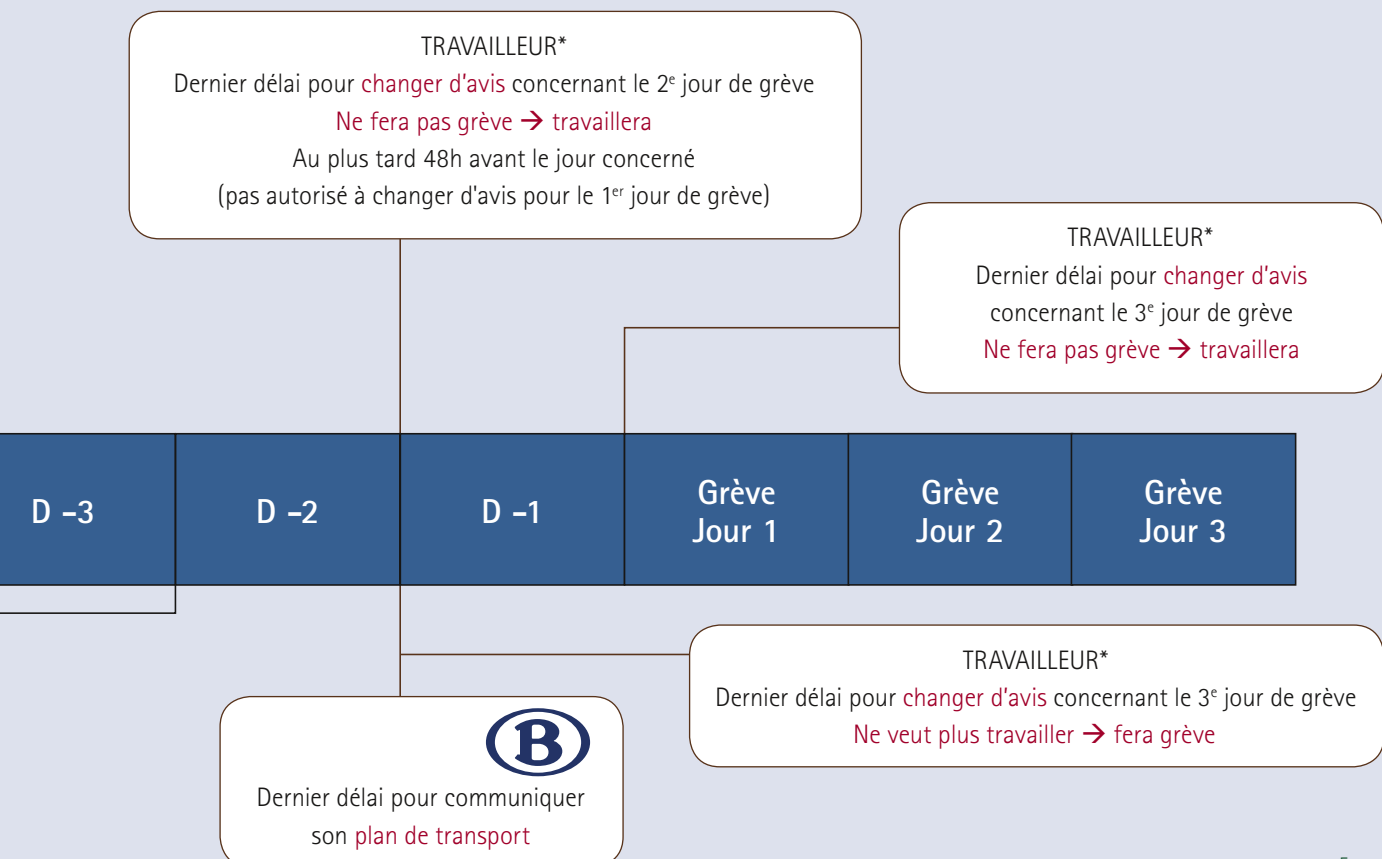 TRAVAILLEUR*
Dernier délai pour changer d'avis concernant le 2e jour de grève
Ne fera pas grève → travaillera
Au plus tard 48h avant le jour concerné
(pas autorisé à changer d'avis pour le 1er jour de grève)
TRAVAILLEUR*
Dernier délai pour changer d'avis
concernant le 3e jour de grève
Ne fera pas grève → travaillera
D -3
D -2
D -1
Grève
Jour 1
Grève
Jour 2
Grève
Jour 3
TRAVAILLEUR*
Dernier délai pour changer d'avis concernant le 3e jour de grève
Ne veut plus travailler → fera grève
B
Dernier délai pour communiquer
son plan de transport